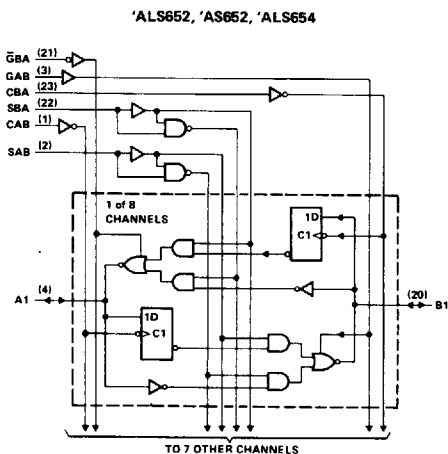 'ALS652, 'AS652, 'ALS654
G̅BA (21)
GAB (3)
CBA (23)
SBA (22)
CAB (1)
SAB (2)
1 of 8
CHANNELS
1D
C1
A1 (4)
(20) B1
1D
C1
TO 7 OTHER CHANNELS